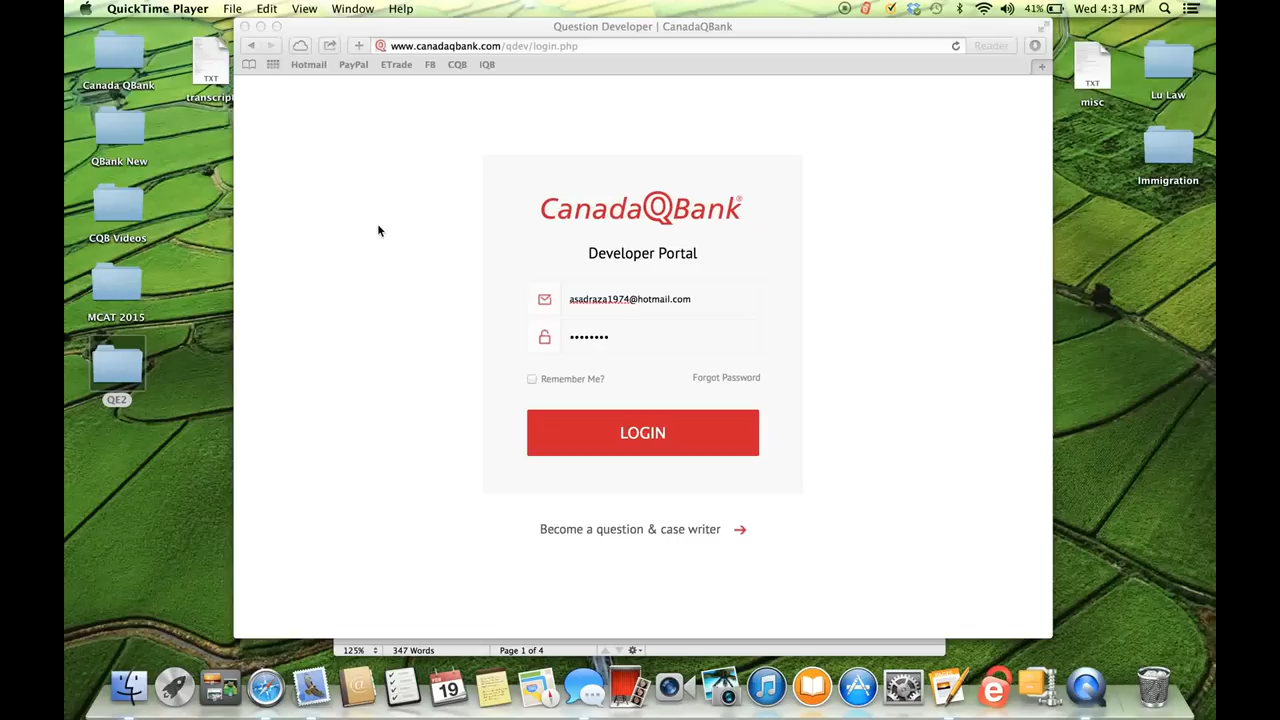 QuickTime Player File Edit View Window Help 41% Wed 4:31 PM
Question Developer | CanadaQBank
www.canadaqbank.com/qdev/login.php Reader
Hotmail PayPal ETrade FB CQB IQB
Canada QBank
QBank New
CQB Videos
MCAT 2015
QE2
TXT
transcript
TXT
misc
Lu Law
Immigration
CanadaQBank®
Developer Portal
asadraza1974@hotmail.com
Remember Me? Forgot Password
LOGIN
Become a question & case writer
125% 347 Words Page 1 of 4
FEB
19